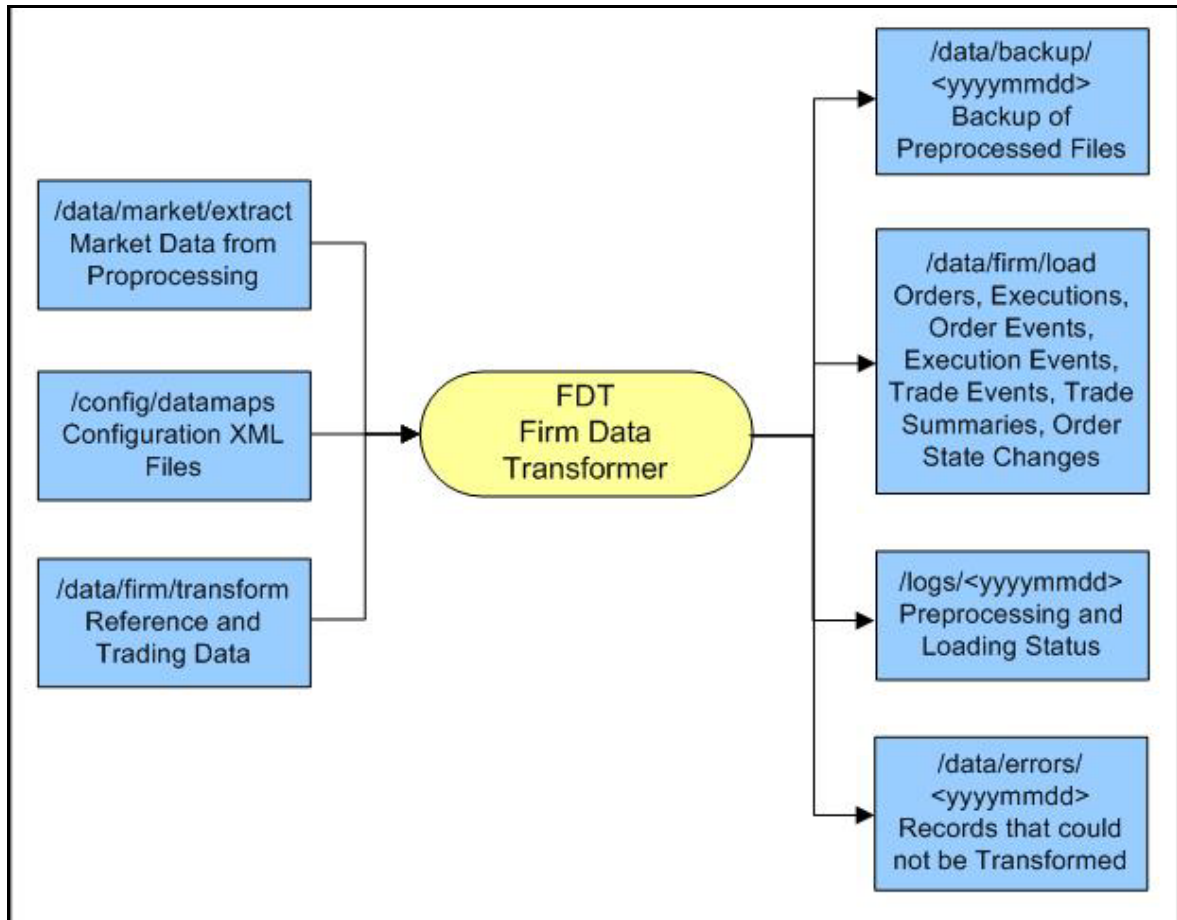 /data/market/extract
Market Data from
Proprocessing
/config/datamaps
Configuration XML
Files
/data/firm/transform
Reference and
Trading Data
FDT
Firm Data
Transformer
/data/backup/
<yyyymmdd>
Backup of
Preprocessed Files
/data/firm/load
Orders, Executions,
Order Events,
Execution Events,
Trade Events, Trade
Summaries, Order
State Changes
/logs/<yyyymmdd>
Preprocessing and
Loading Status
/data/errors/
<yyyymmdd>
Records that could
not be Transformed